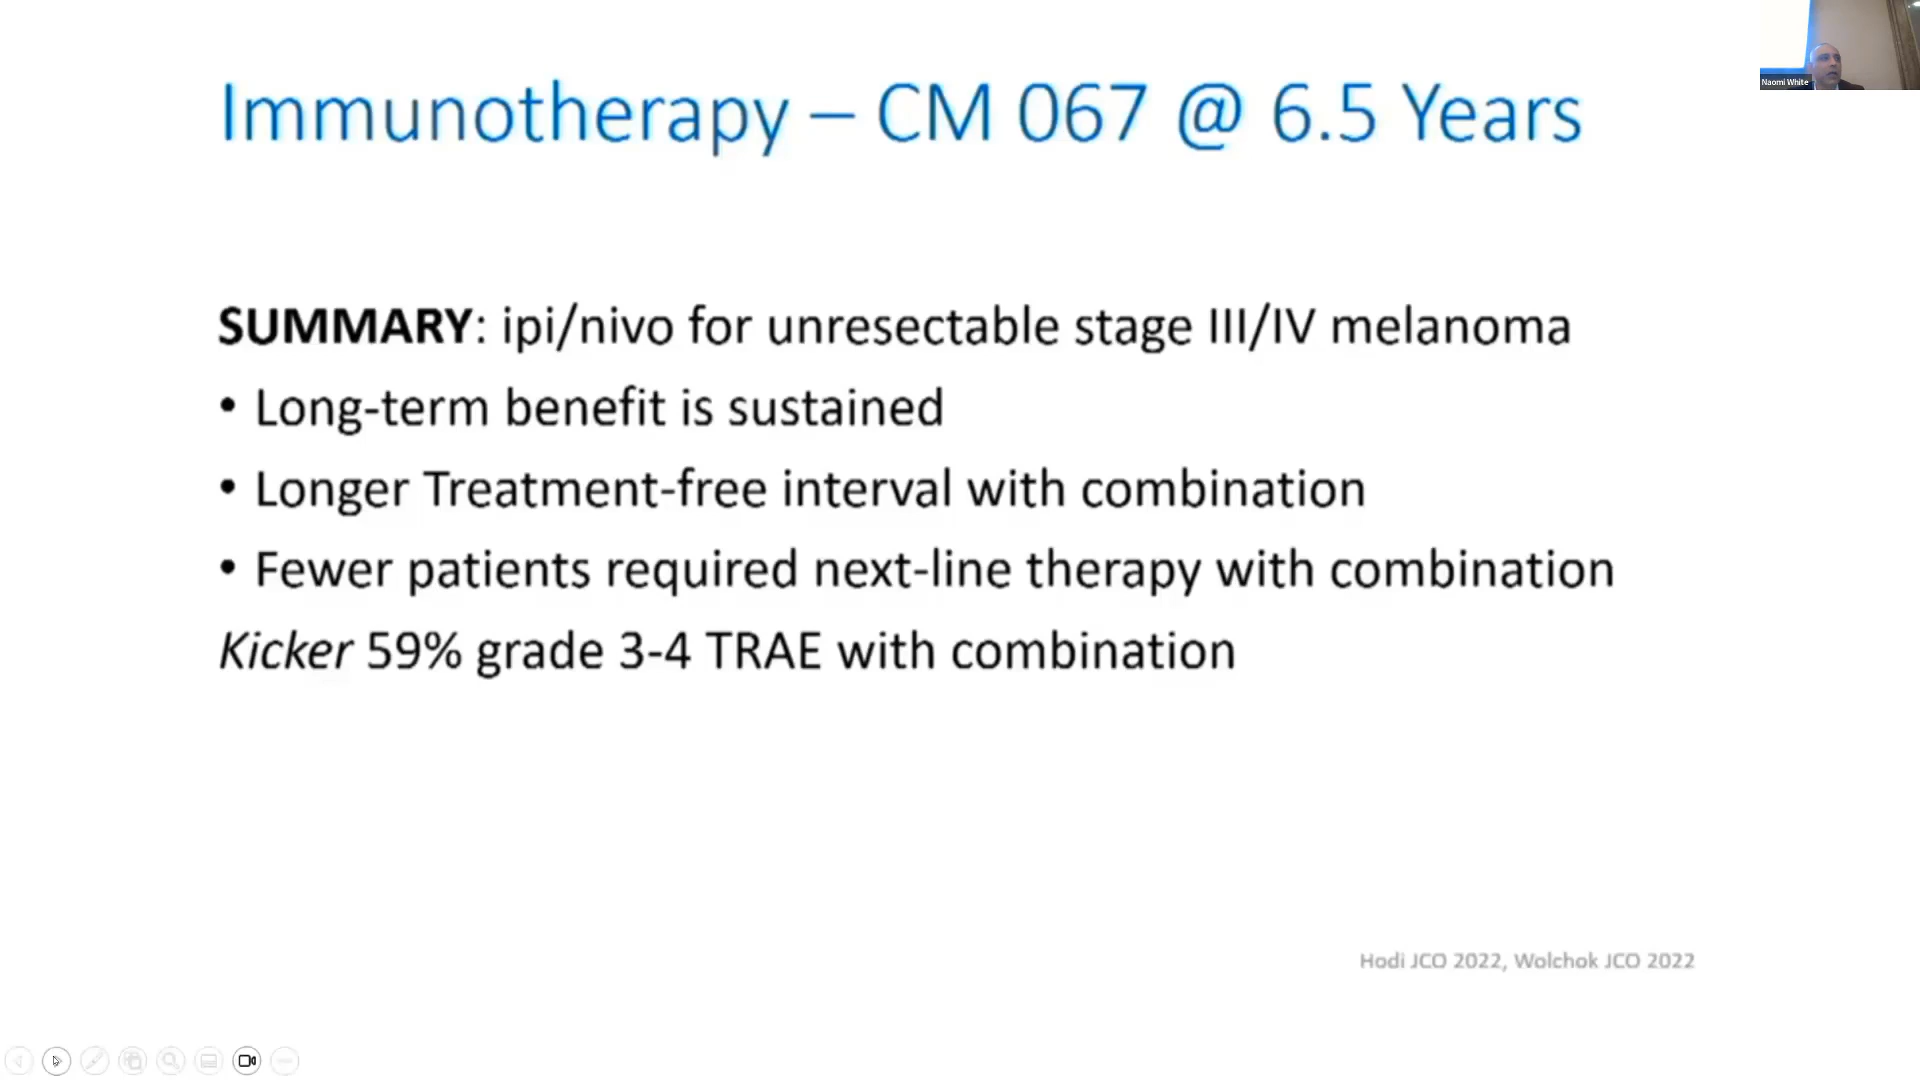 Immunotherapy – CM 067 @ 6.5 Years
Naomi White
SUMMARY: ipi/nivo for unresectable stage III/IV melanoma
• Long-term benefit is sustained
• Longer Treatment-free interval with combination
• Fewer patients required next-line therapy with combination
Kicker 59% grade 3-4 TRAE with combination
Hodi JCO 2022, Wolchok JCO 2022